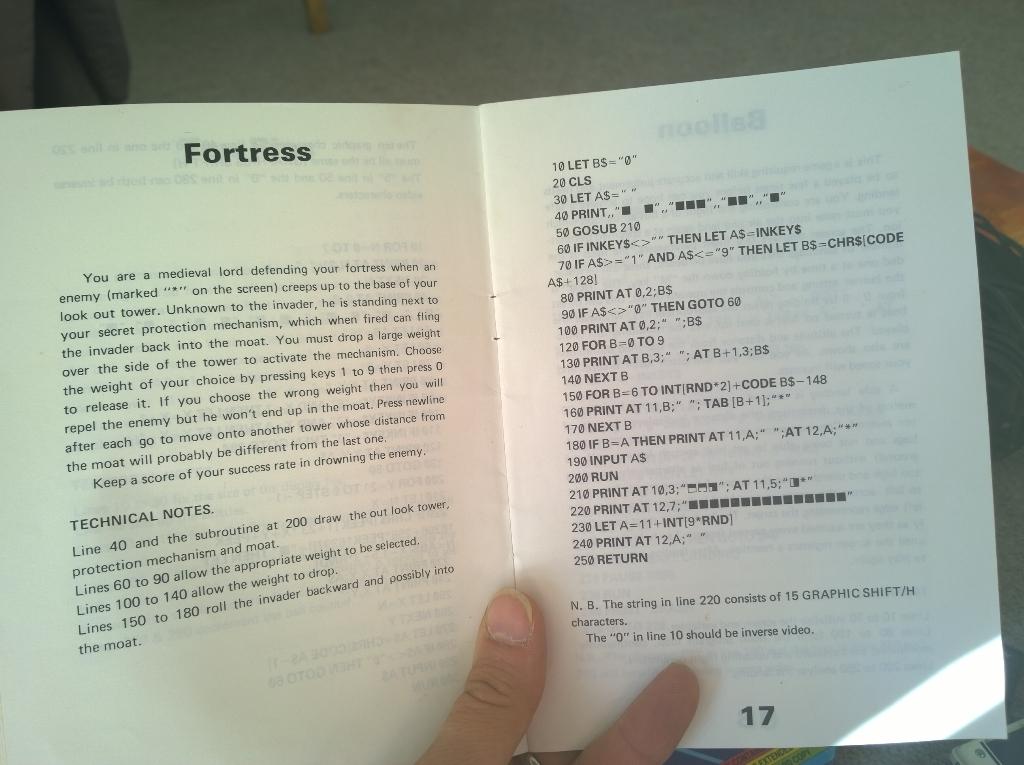 Fortress
You are a medieval lord defending your fortress when an
enemy (marked "*" on the screen) creeps up to the base of your
look out tower. Unknown to the invader, he is standing next to
your secret protection mechanism, which when fired can fling
the invader back into the moat. You must drop a large weight
over the side of the tower to activate the mechanism. Choose
the weight of your choice by pressing keys 1 to 9 then press 0
to release it. If you choose the wrong weight then you will
repel the enemy but he won't end up in the moat. Press newline
after each go to move onto another tower whose distance from
the moat will probably be different from the last one.
Keep a score of your success rate in drowning the enemy.
TECHNICAL NOTES.
Line 40 and the subroutine at 200 draw the out look tower,
protection mechanism and moat.
Lines 60 to 90 allow the appropriate weight to be selected.
Lines 100 to 140 allow the weight to drop.
Lines 150 to 180 roll the invader backward and possibly into
the moat.
10 LET B$="0"
20 CLS
30 LET A$=" "
40 PRINT,,"■ ■",,"■■■",,"■■",,"■"
50 GOSUB 210
60 IF INKEY$<>"" THEN LET A$=INKEY$
70 IF A$>="1" AND A$<="9" THEN LET B$=CHR$[CODE
A$+128]
80 PRINT AT 0,2;B$
90 IF A$<>"0" THEN GOTO 60
100 PRINT AT 0,2;" ";B$
120 FOR B=0 TO 9
130 PRINT AT B,3;" "; AT B+1,3;B$
140 NEXT B
150 FOR B=6 TO INT[RND*2]+CODE B$−148
160 PRINT AT 11,B;" "; TAB [B+1];"*"
170 NEXT B
180 IF B=A THEN PRINT AT 11,A;" ";AT 12,A;"*"
190 INPUT A$
200 RUN
210 PRINT AT 10,3;"⬒⬒◨"; AT 11,5;"◨*"
220 PRINT AT 12,7;"■■■■■■■■■■■■■■■"
230 LET A=11+INT[9*RND]
240 PRINT AT 12,A;" "
250 RETURN
N. B. The string in line 220 consists of 15 GRAPHIC SHIFT/H
characters.
The "0" in line 10 should be inverse video.
17